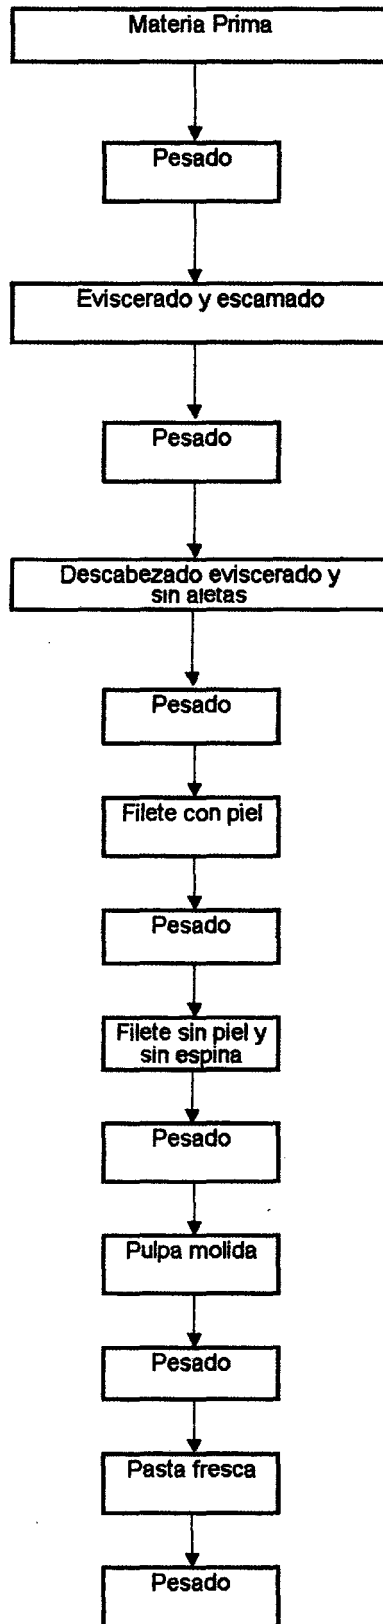 Materia Prima
Pesado
Eviscerado y escamado
Pesado
Descabezado eviscerado y
sin aletas
Pesado
Filete con piel
Pesado
Filete sin piel y
sin espina
Pesado
Pulpa molida
Pesado
Pasta fresca
Pesado